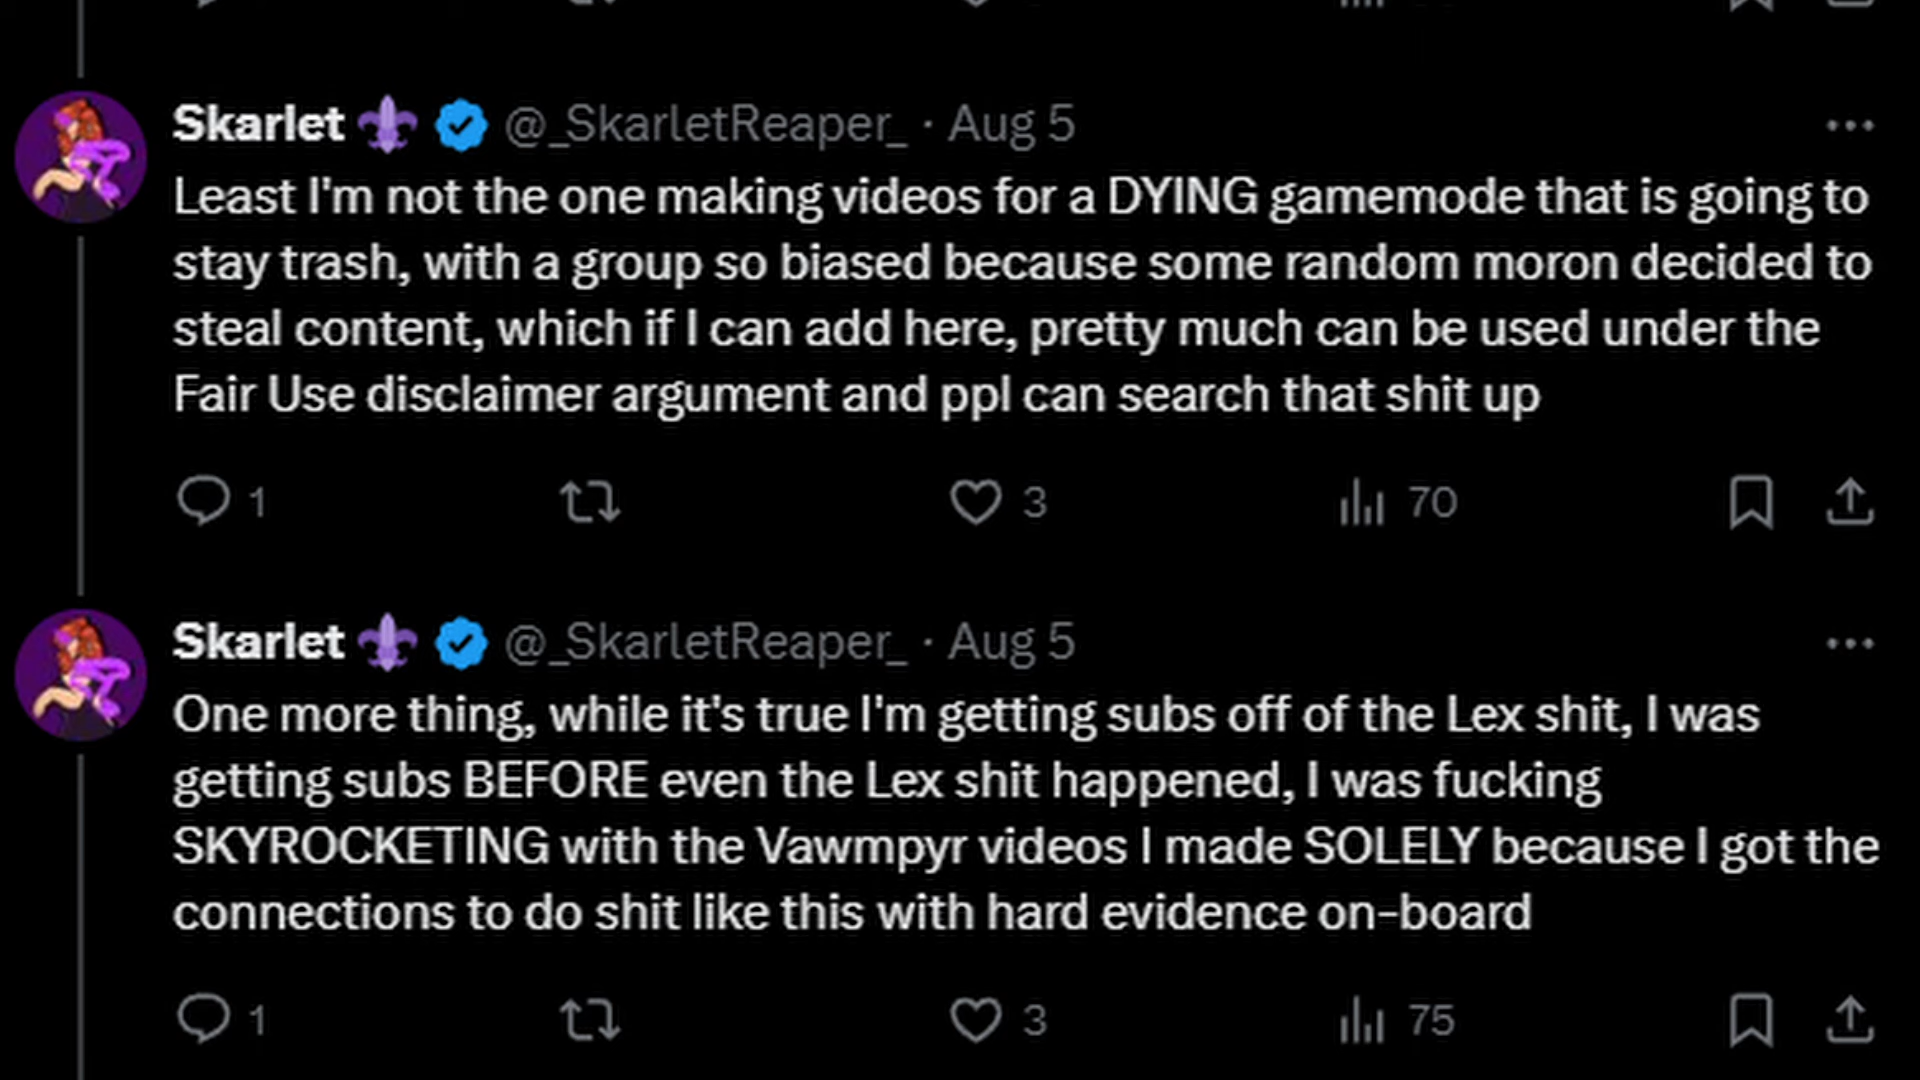 Skarlet @_SkarletReaper_ · Aug 5
Least I'm not the one making videos for a DYING gamemode that is going to
stay trash, with a group so biased because some random moron decided to
steal content, which if I can add here, pretty much can be used under the
Fair Use disclaimer argument and ppl can search that shit up
1 3 70
Skarlet @_SkarletReaper_ · Aug 5
One more thing, while it's true I'm getting subs off of the Lex shit, I was
getting subs BEFORE even the Lex shit happened, I was fucking
SKYROCKETING with the Vawmpyr videos I made SOLELY because I got the
connections to do shit like this with hard evidence on-board
1 3 75